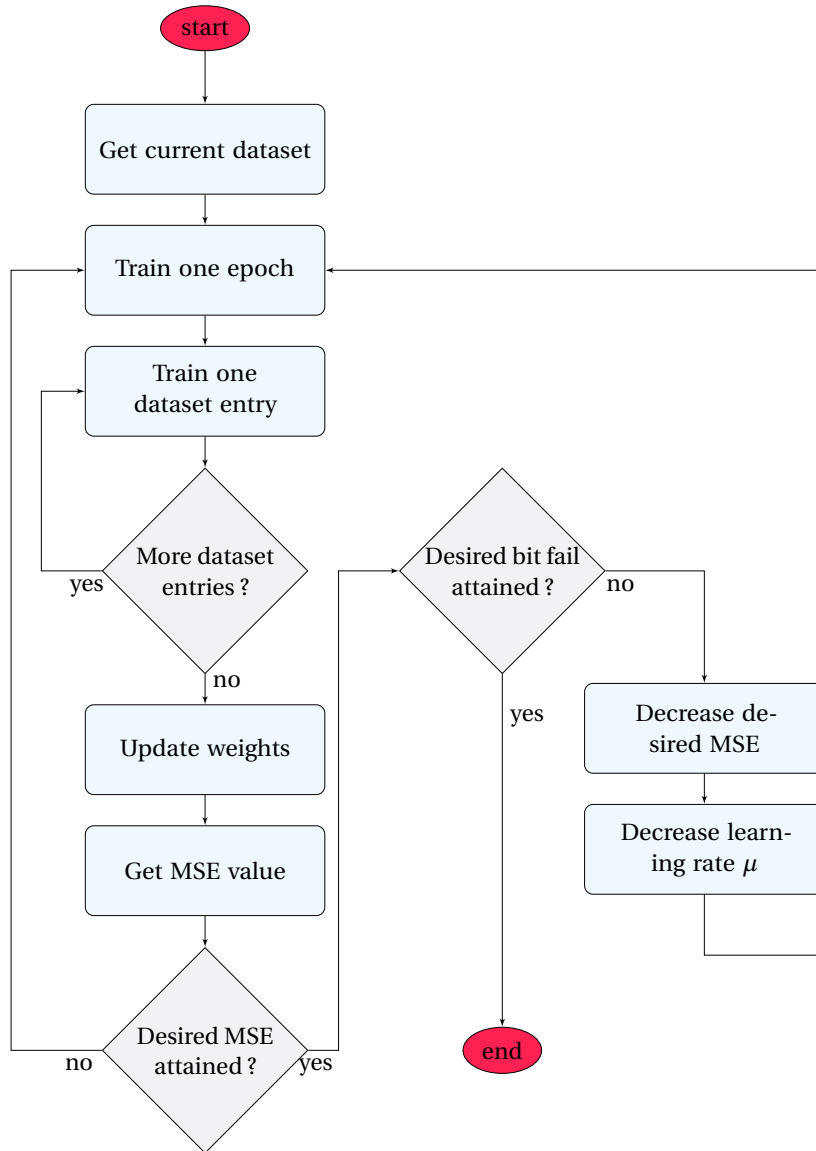 start
Get current dataset
Train one epoch
Train one
dataset entry
More dataset
entries ?
yes
no
Update weights
Get MSE value
Desired MSE
attained ?
no
yes
Desired bit fail
attained ?
no
yes
Decrease de-
sired MSE
Decrease learn-
ing rate μ
end